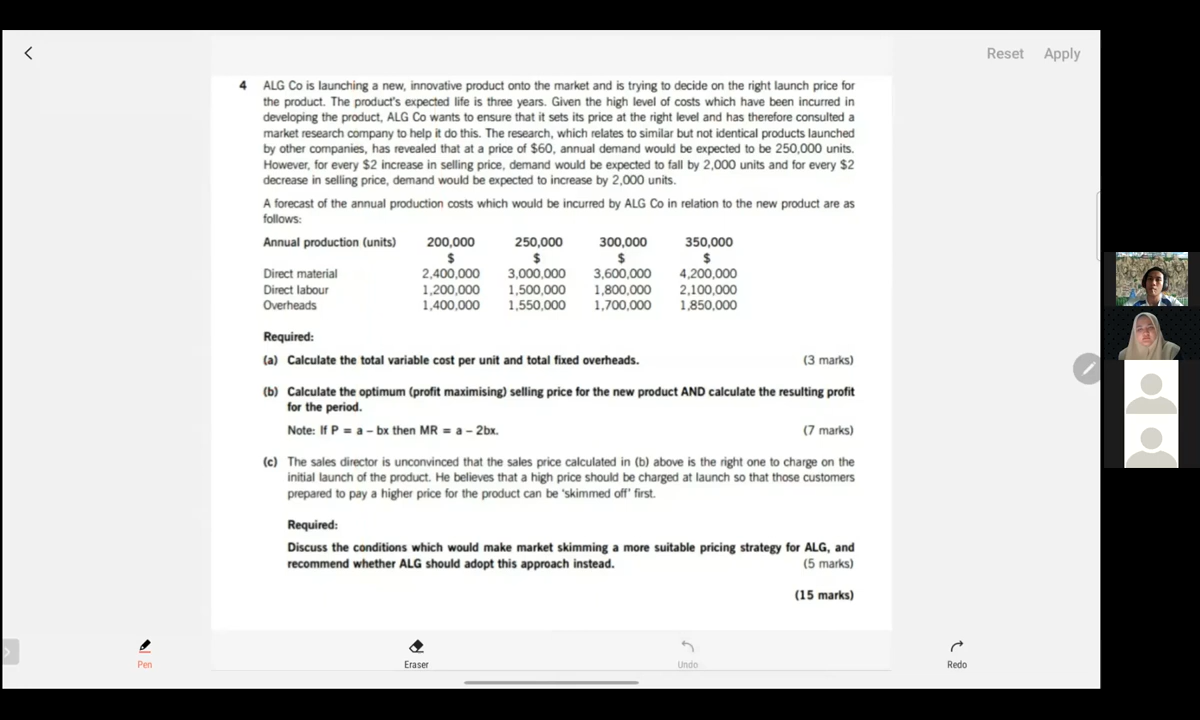 Reset Apply
4 ALG Co is launching a new, innovative product onto the market and is trying to decide on the right launch price for
the product. The product's expected life is three years. Given the high level of costs which have been incurred in
developing the product, ALG Co wants to ensure that it sets its price at the right level and has therefore consulted a
market research company to help it do this. The research, which relates to similar but not identical products launched
by other companies, has revealed that at a price of $60, annual demand would be expected to be 250,000 units.
However, for every $2 increase in selling price, demand would be expected to fall by 2,000 units and for every $2
decrease in selling price, demand would be expected to increase by 2,000 units.
A forecast of the annual production costs which would be incurred by ALG Co in relation to the new product are as
follows:
Annual production (units) 200,000 250,000 300,000 350,000
$ $ $ $
Direct material 2,400,000 3,000,000 3,600,000 4,200,000
Direct labour 1,200,000 1,500,000 1,800,000 2,100,000
Overheads 1,400,000 1,550,000 1,700,000 1,850,000
Required:
(a) Calculate the total variable cost per unit and total fixed overheads. (3 marks)
(b) Calculate the optimum (profit maximising) selling price for the new product AND calculate the resulting profit
for the period.
Note: If P = a – bx then MR = a – 2bx. (7 marks)
(c) The sales director is unconvinced that the sales price calculated in (b) above is the right one to charge on the
initial launch of the product. He believes that a high price should be charged at launch so that those customers
prepared to pay a higher price for the product can be 'skimmed off' first.
Required:
Discuss the conditions which would make market skimming a more suitable pricing strategy for ALG, and
recommend whether ALG should adopt this approach instead. (5 marks)
(15 marks)
Pen Eraser Undo Redo